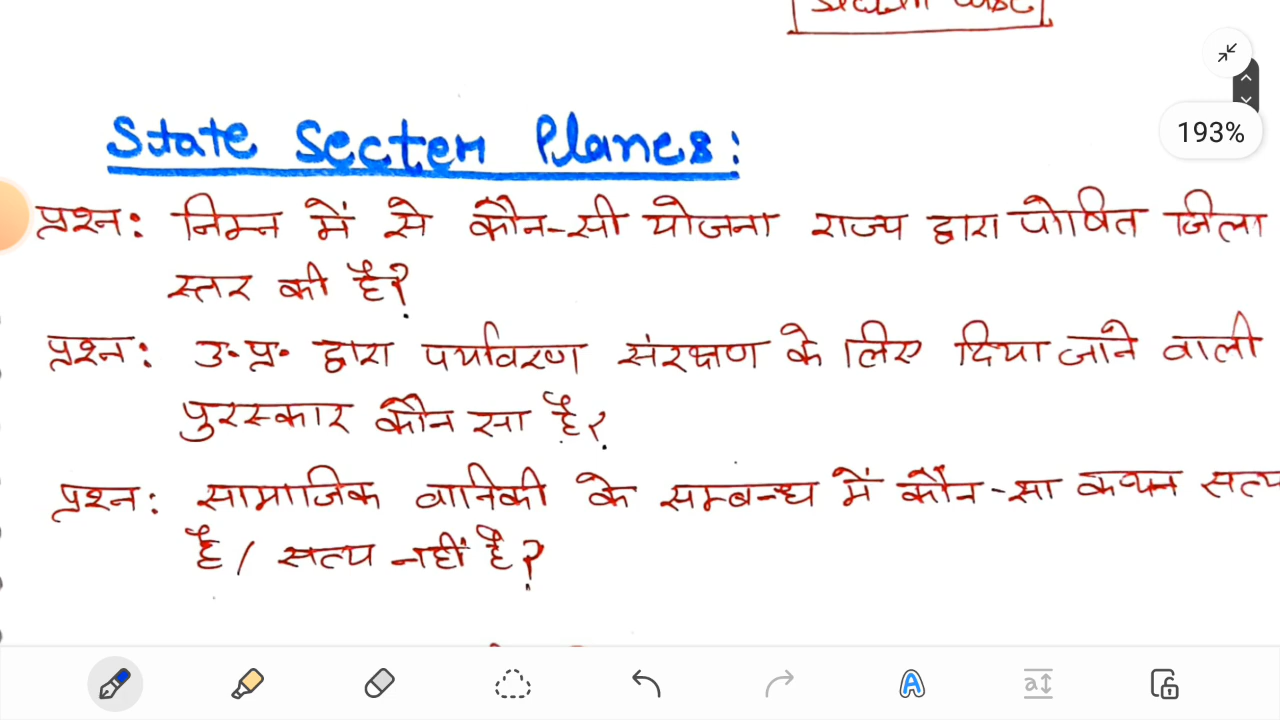 193%
State Sector Planes:
प्रश्न: निम्न में से कौन-सी योजना राज्य द्वारा पोषित जिला
स्तर की है?
प्रश्न: उ.प्र. द्वारा पर्यावरण संरक्षण के लिए दिया जाने वाली
पुरस्कार कौन सा है?
प्रश्न: सामाजिक वानिकी के सम्बन्ध में कौन-सा कथन सत्य
है / सत्य नहीं है?
A
a